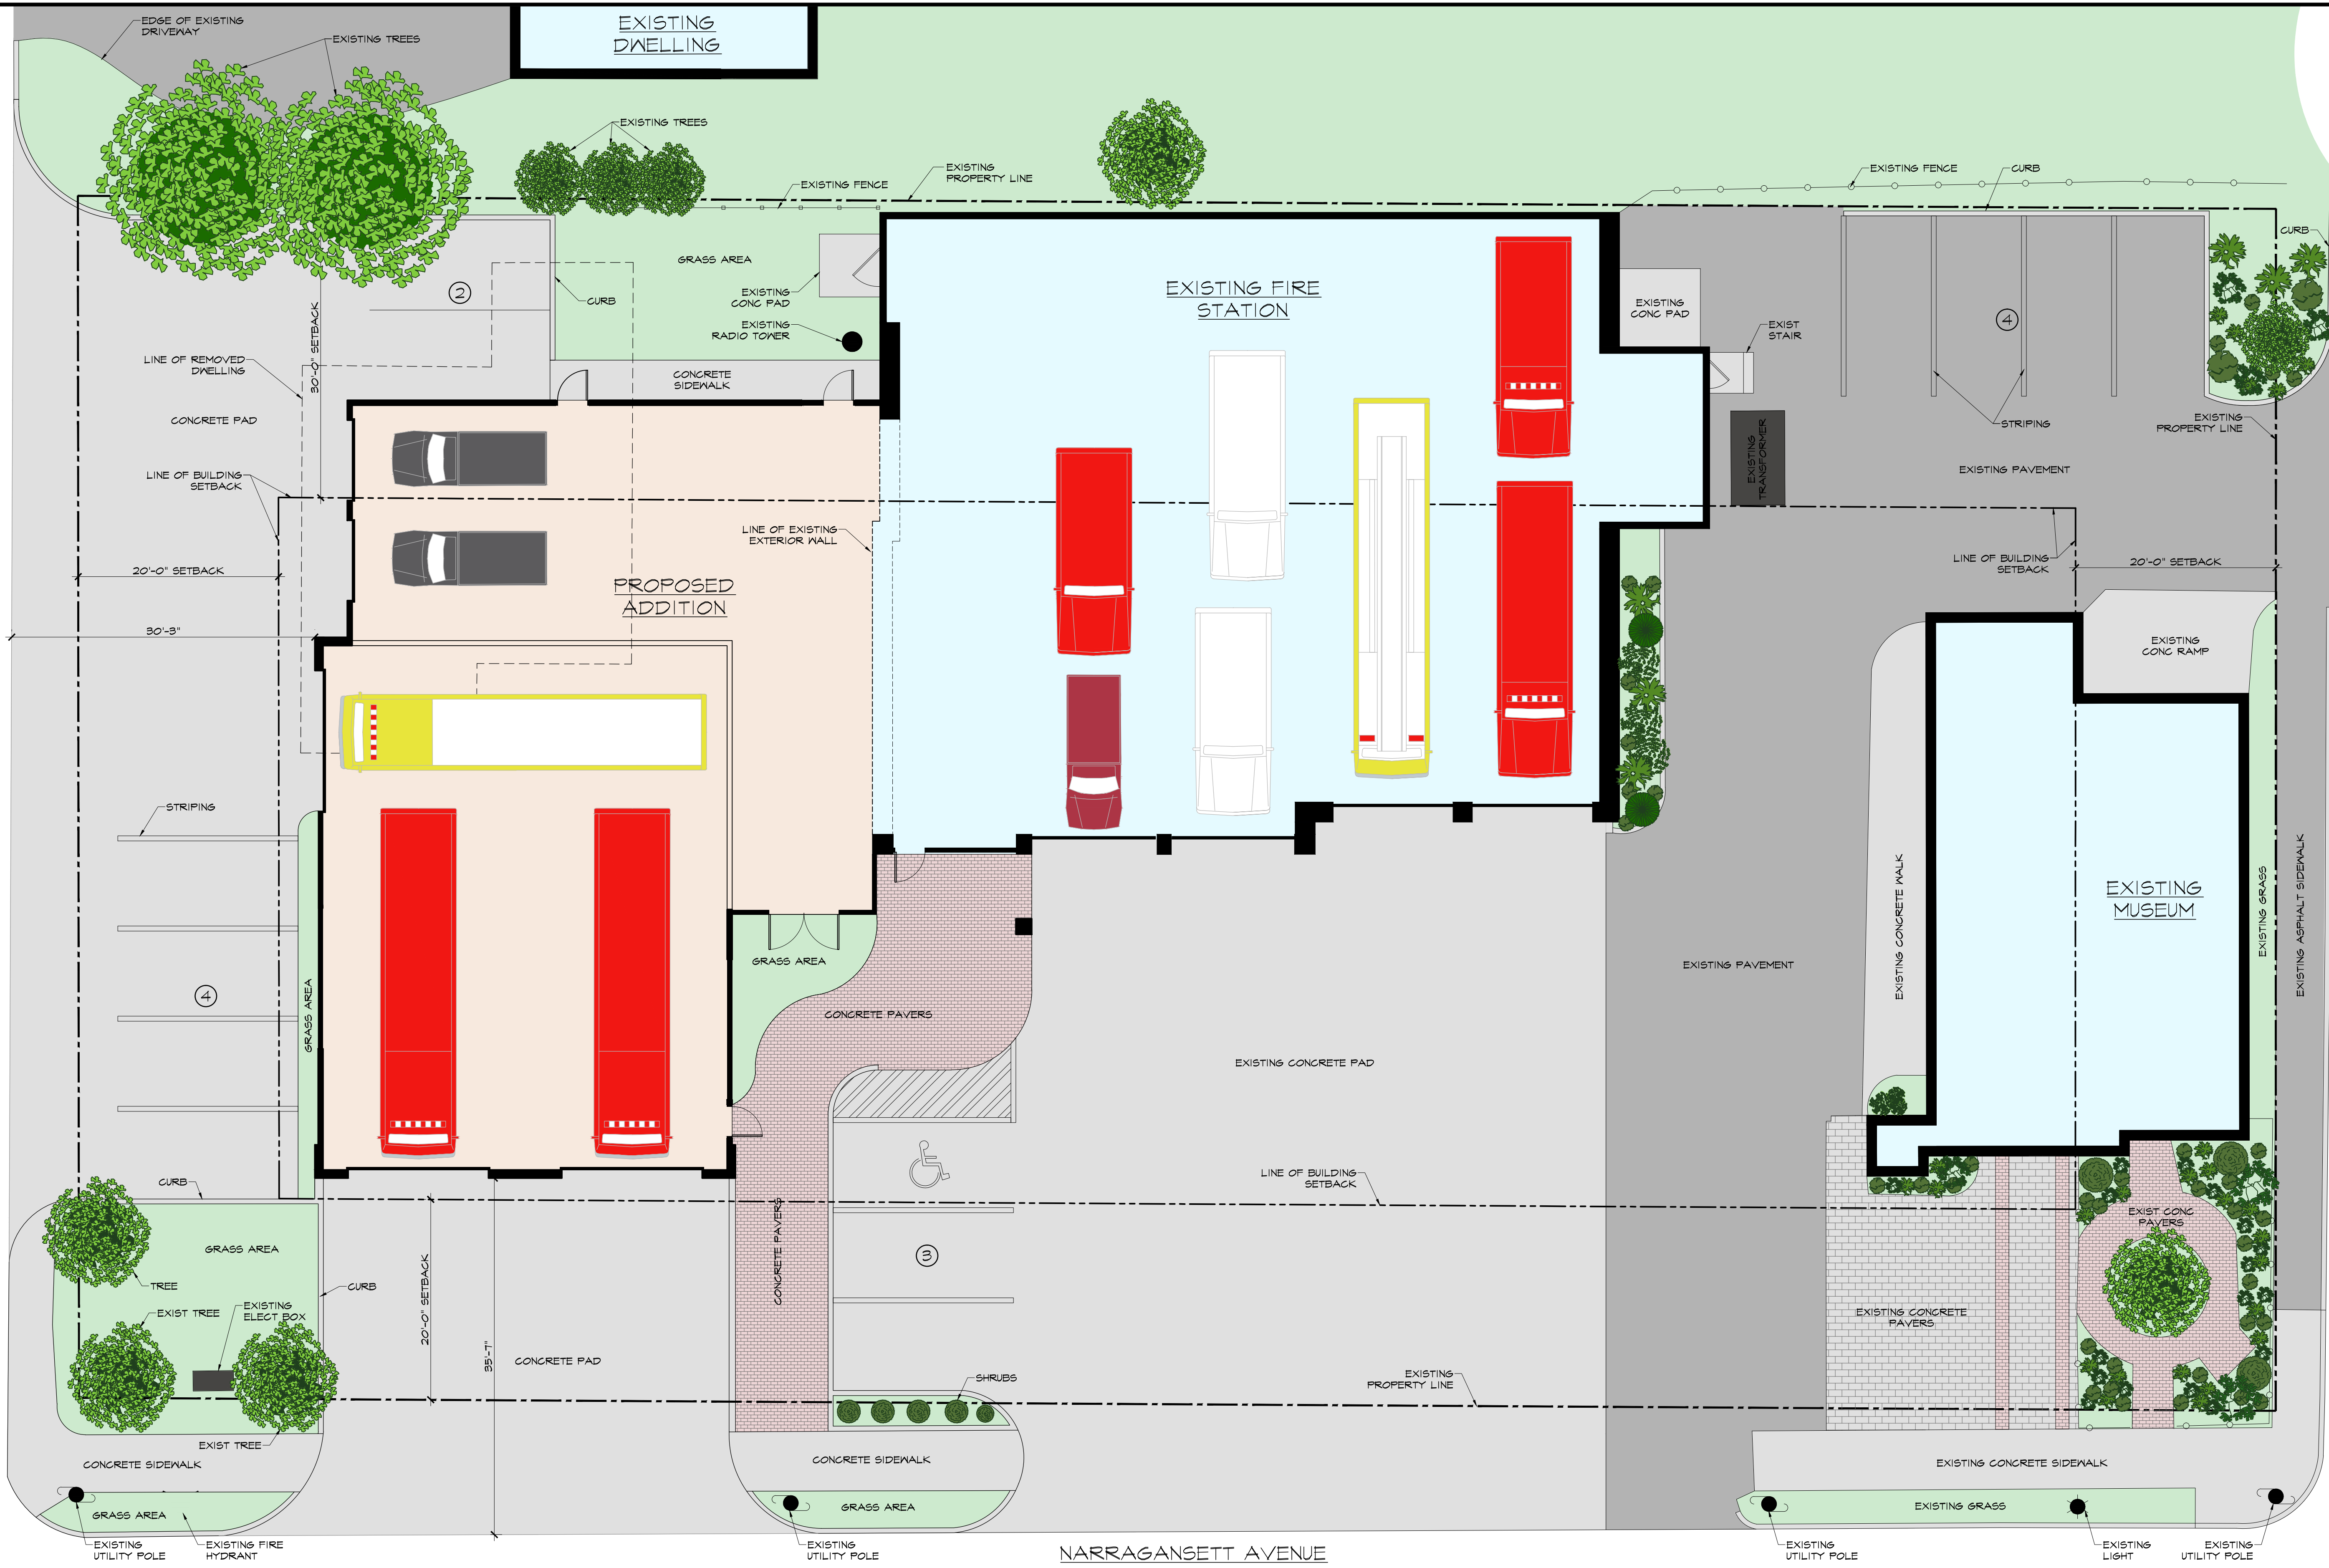 EDGE OF EXISTING
DRIVEWAY
EXISTING TREES
EXISTING
DWELLING
EXISTING TREES
EXISTING FENCE
EXISTING
PROPERTY LINE
EXISTING FENCE
CURB
CURB
GRASS AREA
2
CURB
EXISTING
CONC PAD
EXISTING
RADIO TOWER
EXISTING FIRE
STATION
EXISTING
CONC PAD
EXIST
STAIR
4
30'-0" SETBACK
LINE OF REMOVED
DWELLING
CONCRETE
SIDEWALK
CONCRETE PAD
STRIPING
EXISTING
PROPERTY LINE
EXISTING
TRANSFORMER
EXISTING PAVEMENT
LINE OF BUILDING
SETBACK
LINE OF EXISTING
EXTERIOR WALL
20'-0" SETBACK
PROPOSED
ADDITION
LINE OF BUILDING
SETBACK
20'-0" SETBACK
30'-3"
EXISTING
CONC RAMP
STRIPING
4
GRASS AREA
GRASS AREA
CONCRETE PAVERS
EXISTING CONCRETE PAD
EXISTING PAVEMENT
EXISTING CONCRETE WALK
EXISTING
MUSEUM
EXISTING GRASS
EXISTING ASPHALT SIDEWALK
CURB
LINE OF BUILDING
SETBACK
GRASS AREA
TREE
CURB
EXIST TREE
EXISTING
ELECT BOX
20'-0" SETBACK
35'-7"
CONCRETE PAD
CONCRETE PAVERS
3
EXIST CONC
PAVERS
EXISTING CONCRETE
PAVERS
SHRUBS
EXISTING
PROPERTY LINE
EXIST TREE
CONCRETE SIDEWALK
CONCRETE SIDEWALK
EXISTING CONCRETE SIDEWALK
GRASS AREA
GRASS AREA
EXISTING GRASS
EXISTING
UTILITY POLE
EXISTING FIRE
HYDRANT
EXISTING
UTILITY POLE
NARRAGANSETT AVENUE
EXISTING
UTILITY POLE
EXISTING
LIGHT
EXISTING
UTILITY POLE